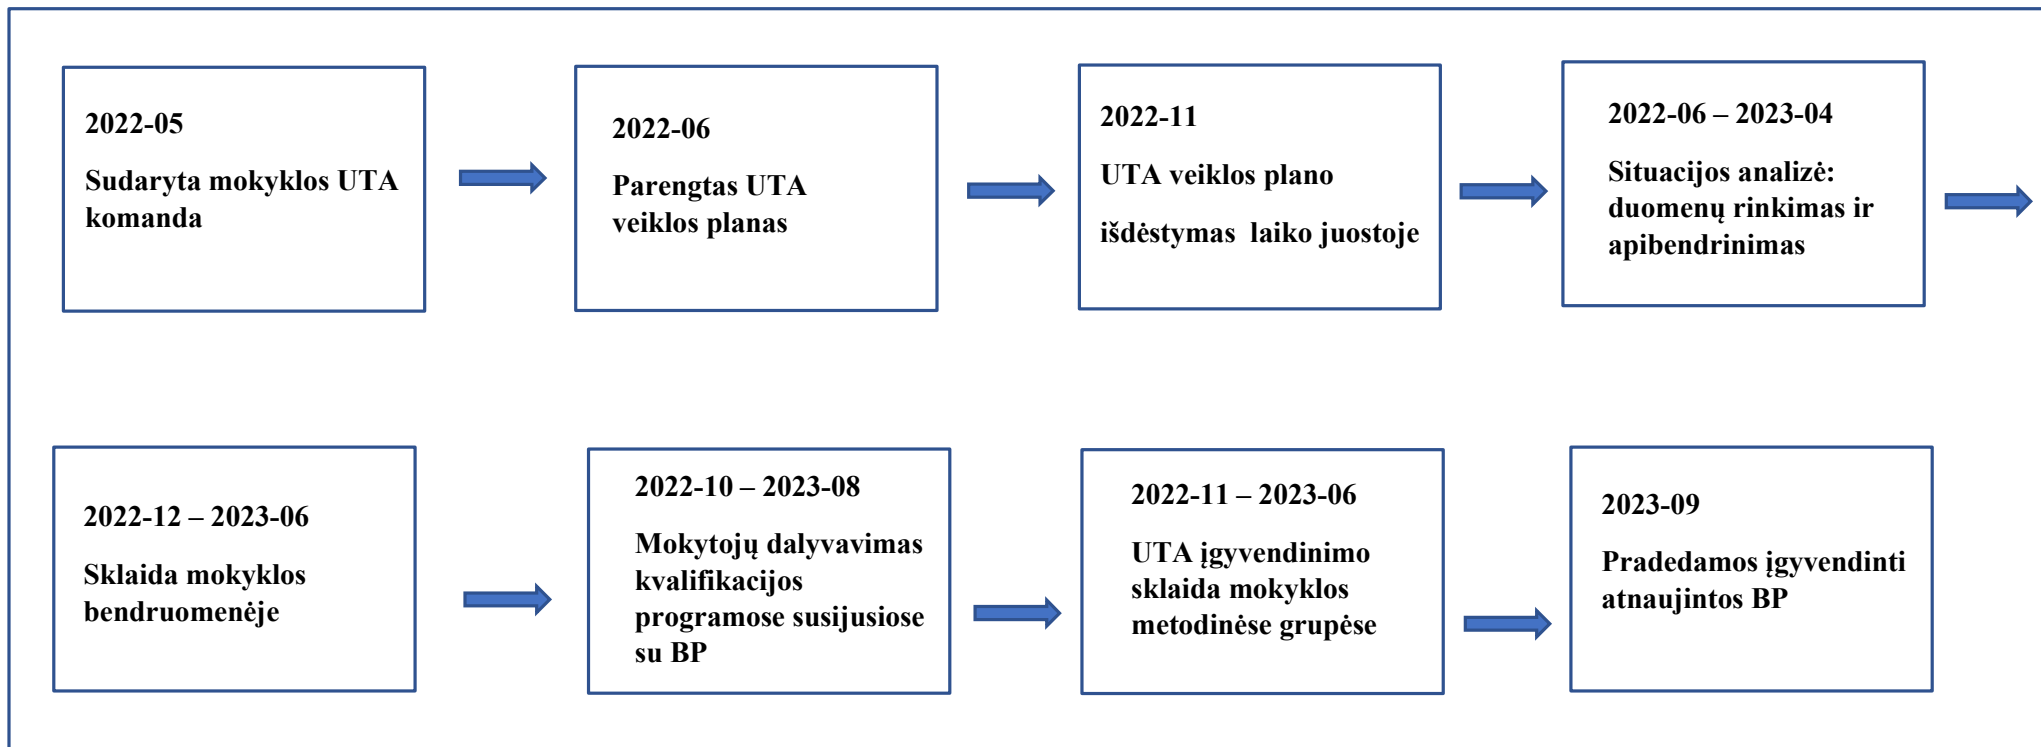 2022-05
Sudaryta mokyklos UTA
komanda
2022-06
Parengtas UTA
veiklos planas
2022-11
UTA veiklos plano
išdėstymas laiko juostoje
2022-06 – 2023-04
Situacijos analizė:
duomenų rinkimas ir
apibendrinimas
2022-12 – 2023-06
Sklaida mokyklos
bendruomenėje
2022-10 – 2023-08
Mokytojų dalyvavimas
kvalifikacijos
programose susijusiose
su BP
2022-11 – 2023-06
UTA įgyvendinimo
sklaida mokyklos
metodinėse grupėse
2023-09
Pradedamos įgyvendinti
atnaujintos BP